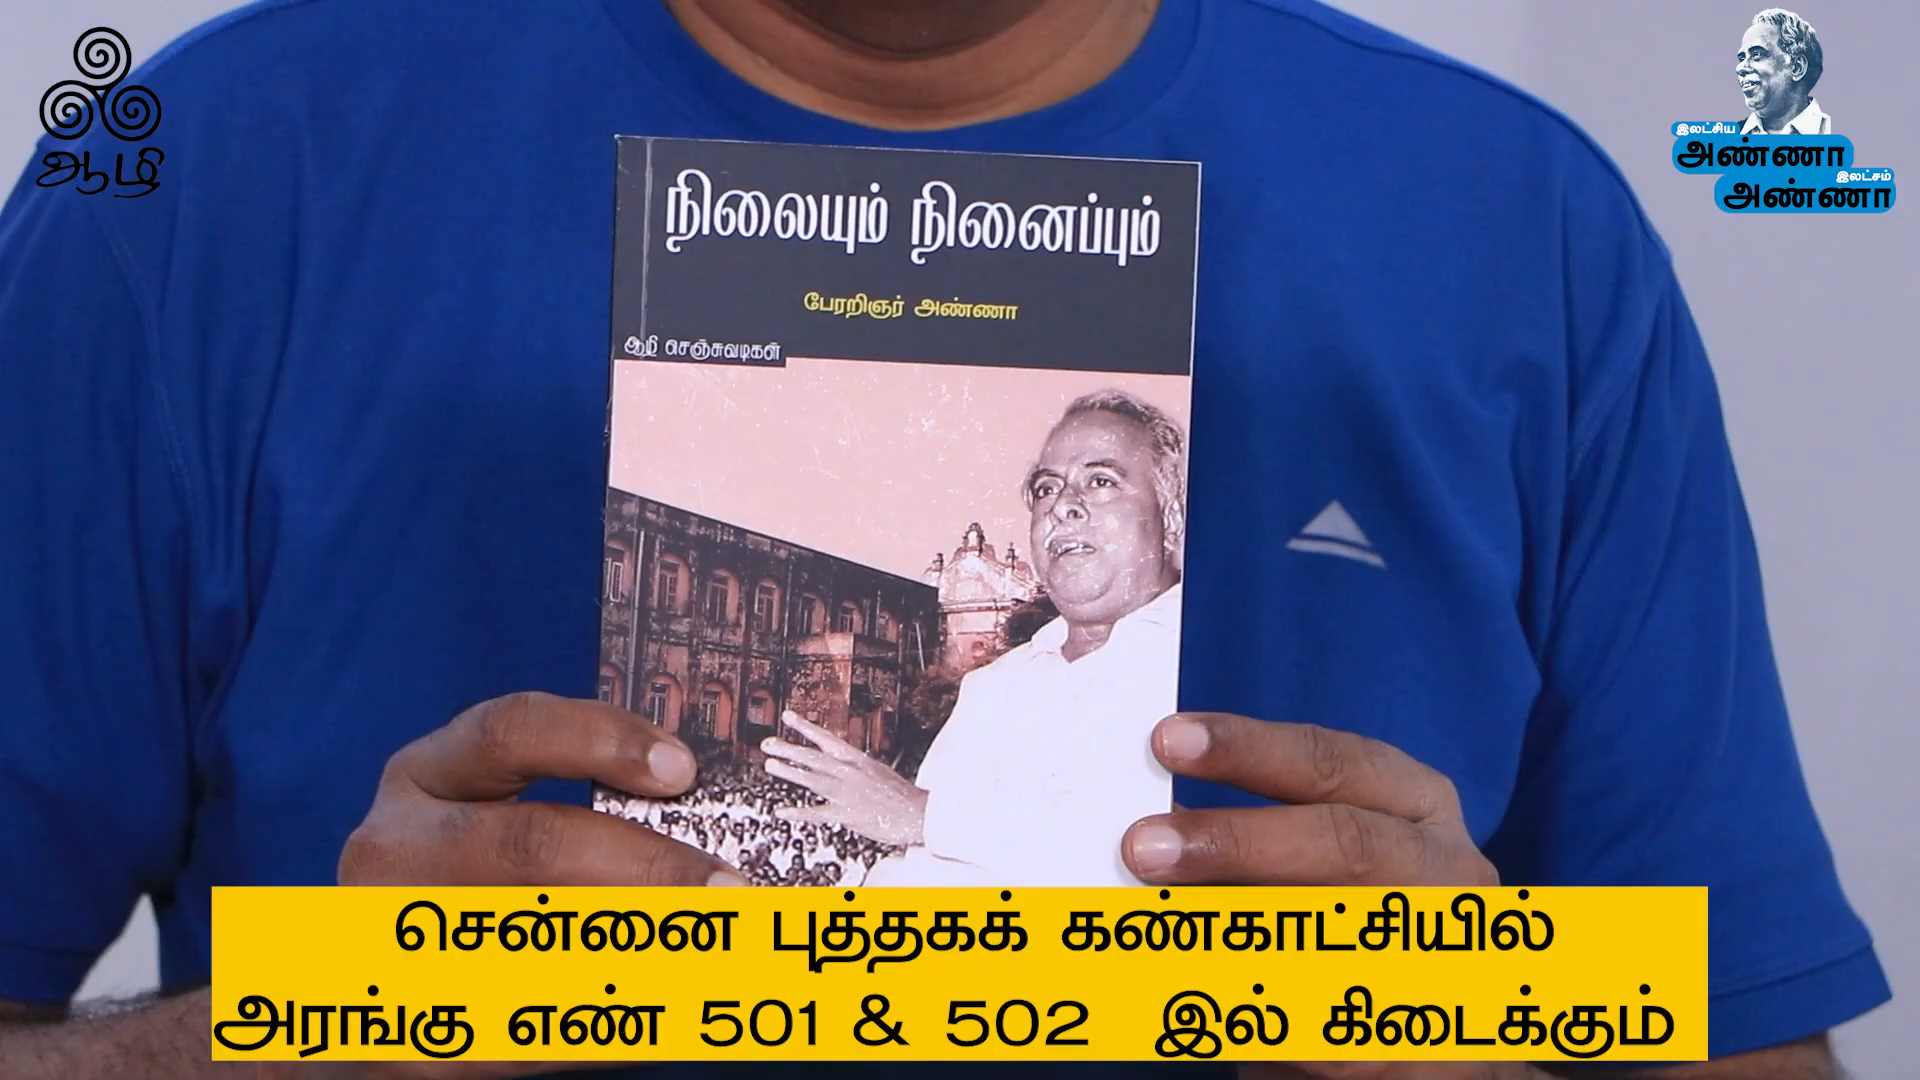 ஆழி
இலட்சிய
அண்ணா
இலட்சம்
அண்ணா
நிலையும் நினைப்பும்
பேரறிஞர் அண்ணா
ஆழி செஞ்சுவடிகள்
சென்னை புத்தகக் கண்காட்சியில்
அரங்கு எண் 501 & 502 இல் கிடைக்கும்